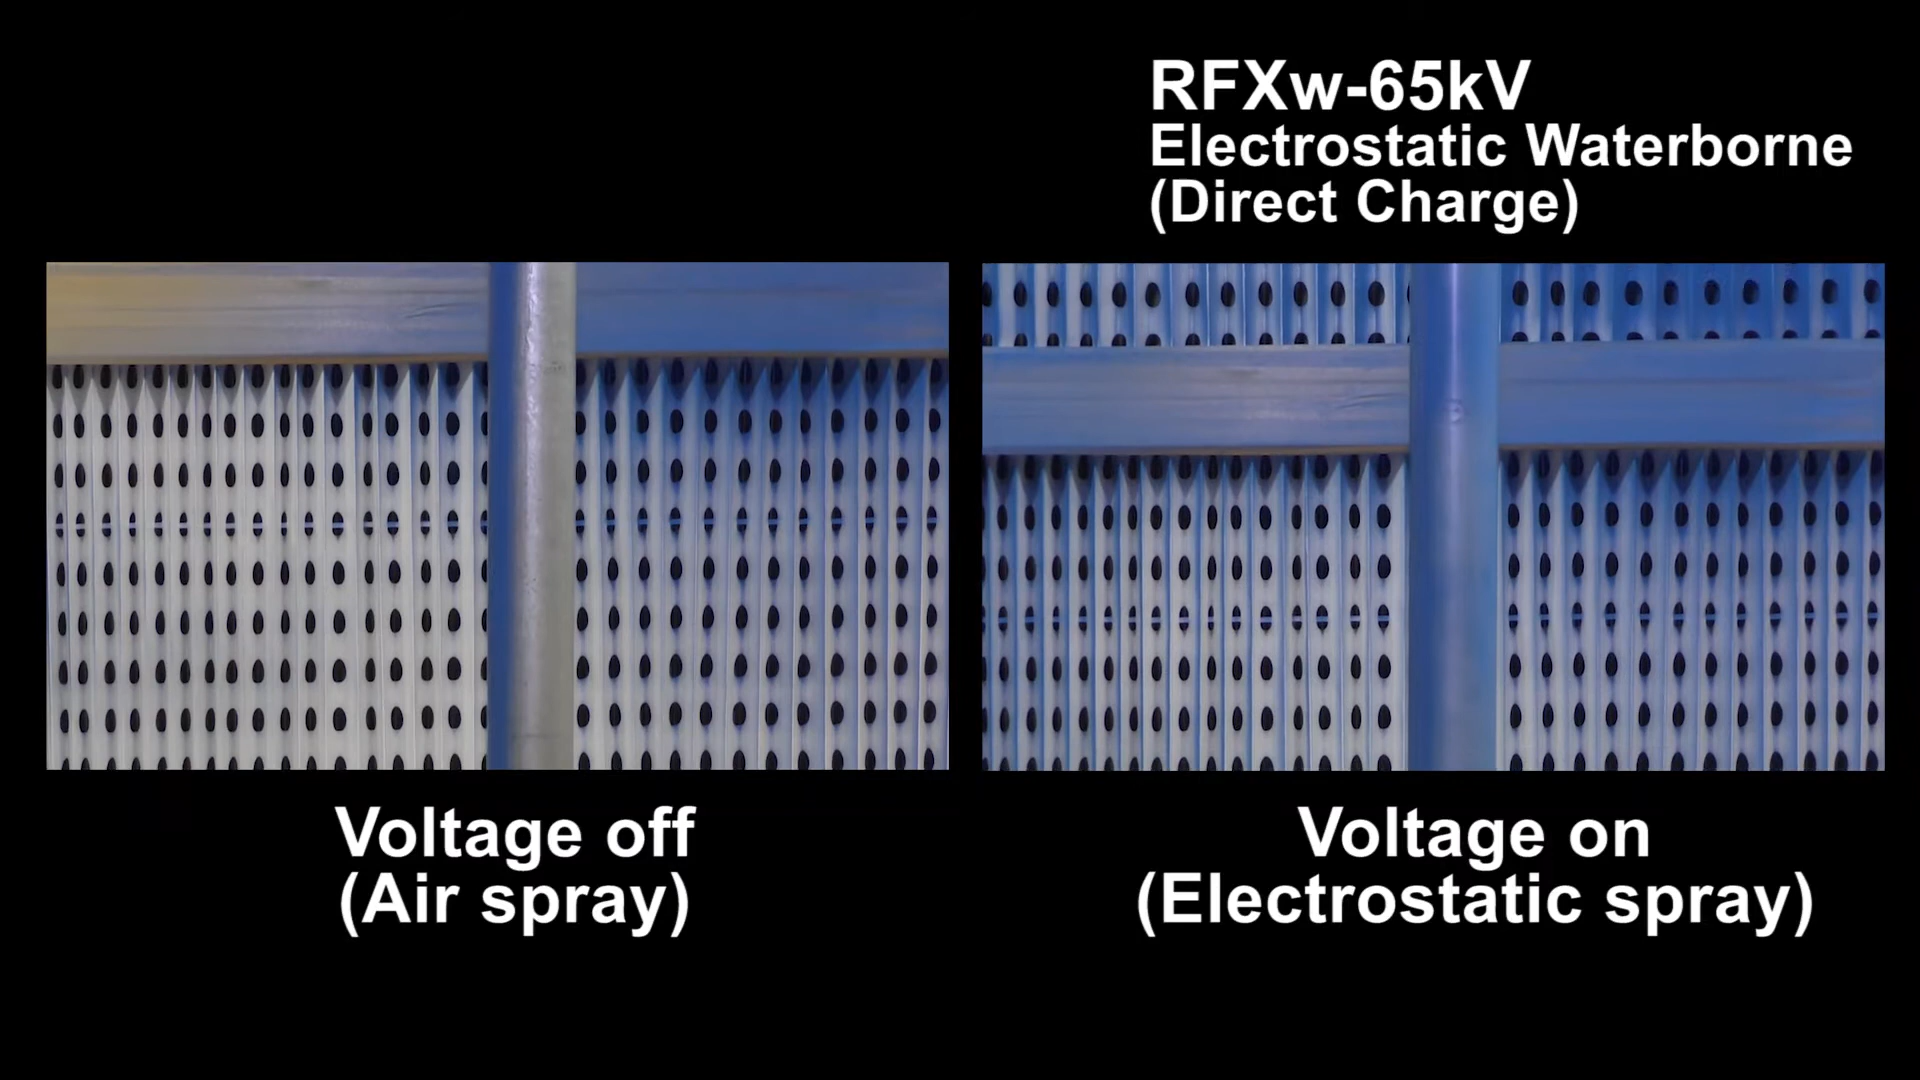 RFXw-65kV
Electrostatic Waterborne
(Direct Charge)
Voltage off
(Air spray)
Voltage on
(Electrostatic spray)